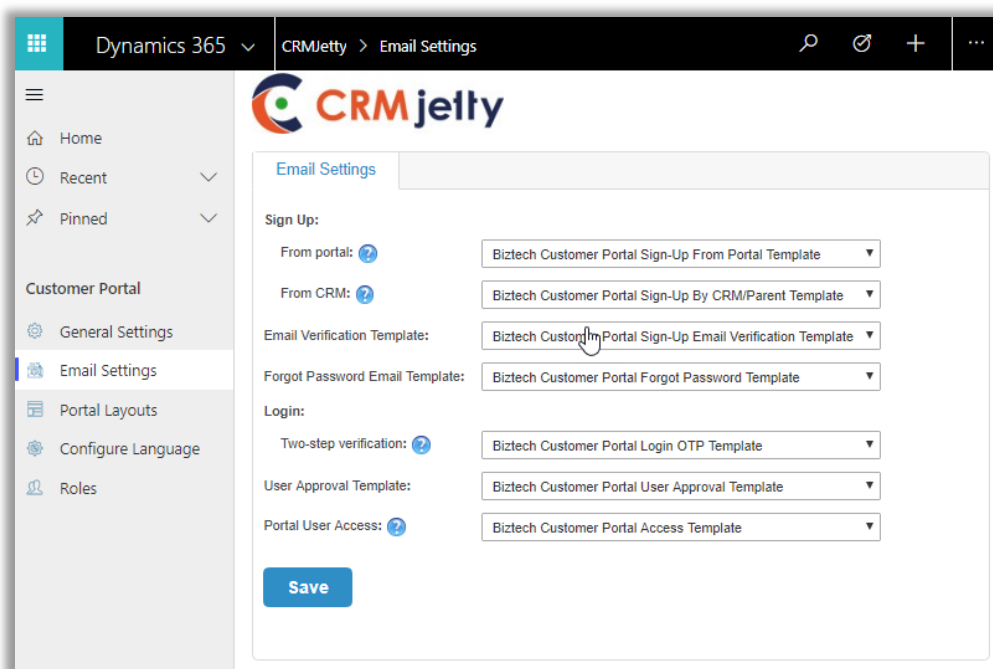 Dynamics 365
CRMJetty > Email Settings
CRMjetty
Home
Recent
Pinned
Customer Portal
General Settings
Email Settings
Portal Layouts
Configure Language
Roles
Email Settings
Sign Up:
From portal: ? Biztech Customer Portal Sign-Up From Portal Template
From CRM: ? Biztech Customer Portal Sign-Up By CRM/Parent Template
Email Verification Template: Biztech Customer Portal Sign-Up Email Verification Template
Forgot Password Email Template: Biztech Customer Portal Forgot Password Template
Login:
Two-step verification: ? Biztech Customer Portal Login OTP Template
User Approval Template: Biztech Customer Portal User Approval Template
Portal User Access: ? Biztech Customer Portal Access Template
Save